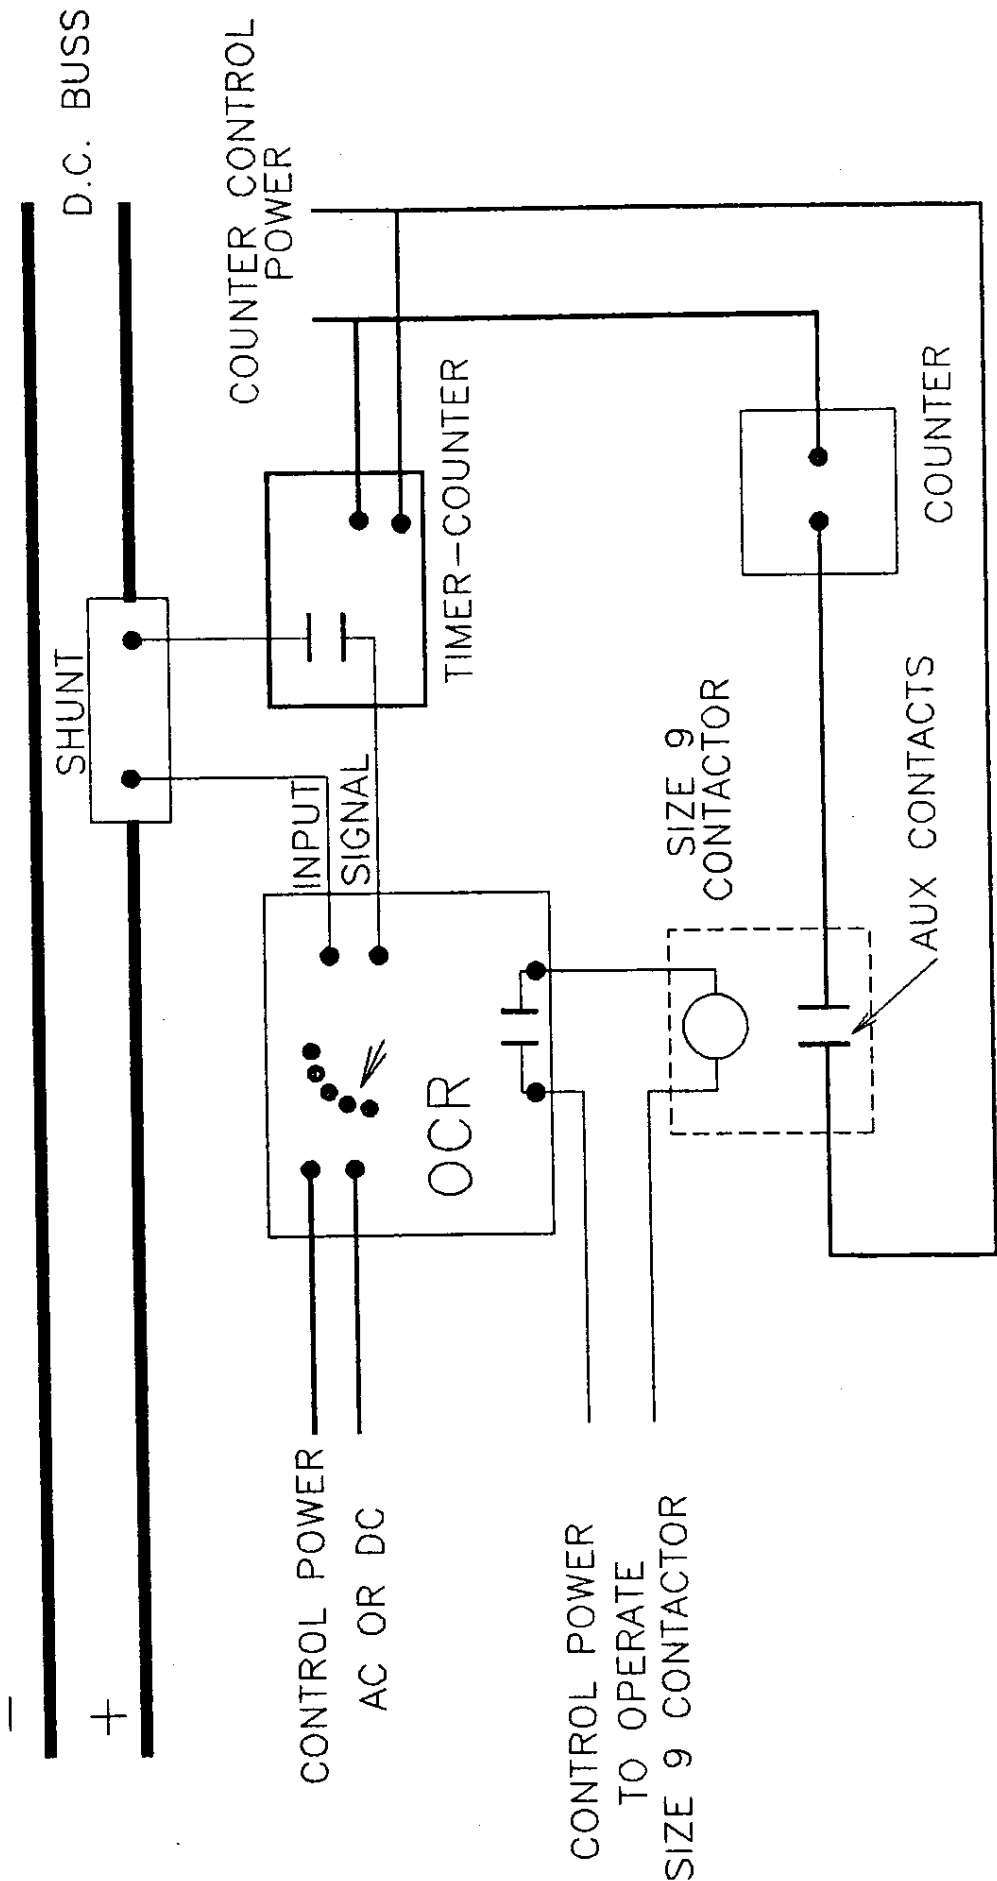 −
+
D.C. BUSS
SHUNT
COUNTER CONTROL
POWER
INPUT
SIGNAL
TIMER-COUNTER
CONTROL POWER
AC OR DC
OCR
SIZE 9
CONTACTOR
CONTROL POWER
TO OPERATE
SIZE 9 CONTACTOR
AUX CONTACTS
COUNTER